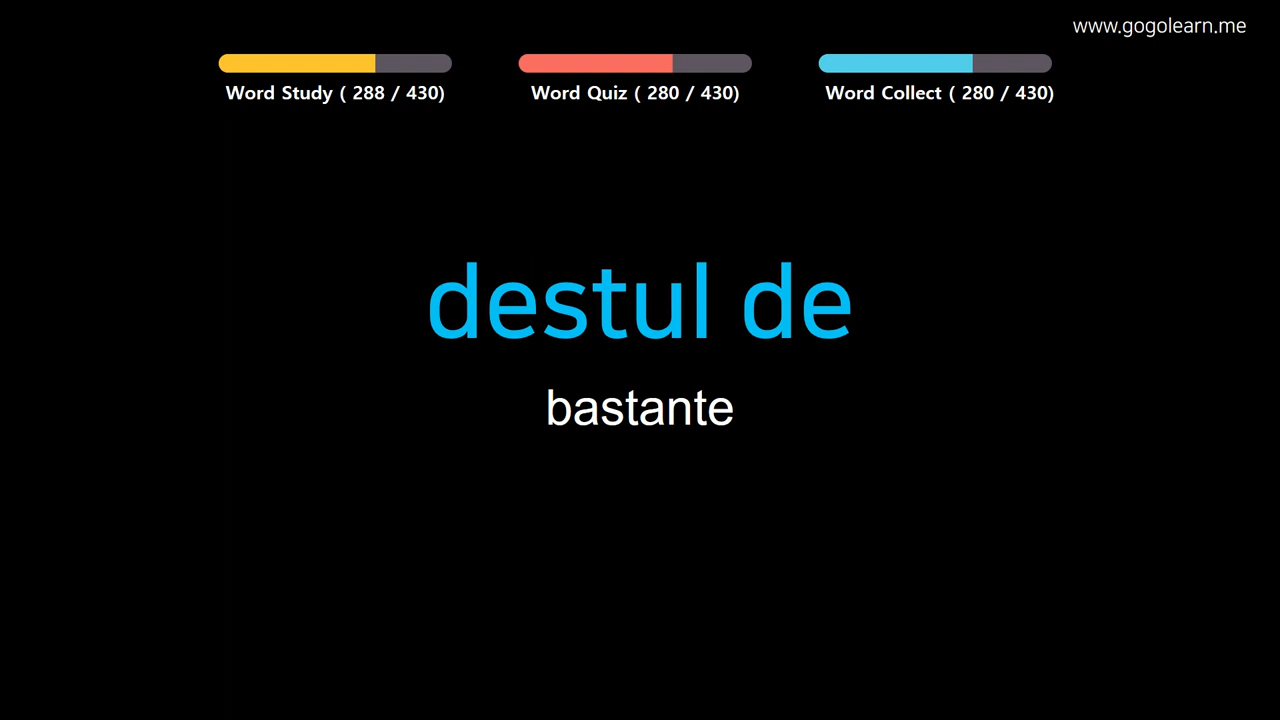 www.gogolearn.me
Word Study ( 288 / 430)
Word Quiz ( 280 / 430)
Word Collect ( 280 / 430)
destul de
bastante